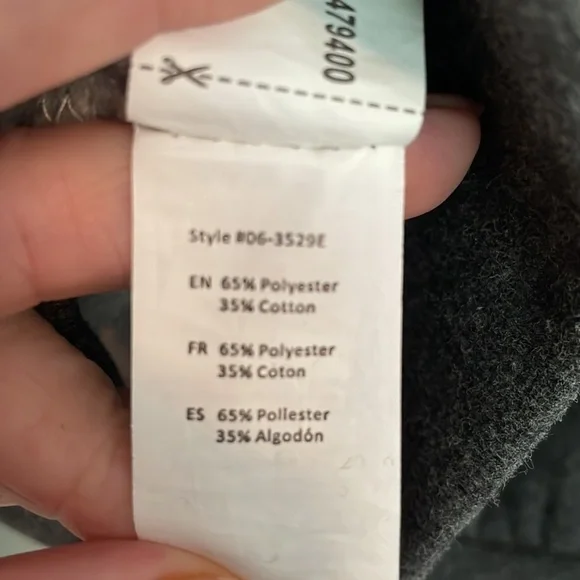 479400
Style #06-3529E
EN 65% Polyester
35% Cotton
FR 65% Polyester
35% Coton
ES 65% Poliester
35% Algodón